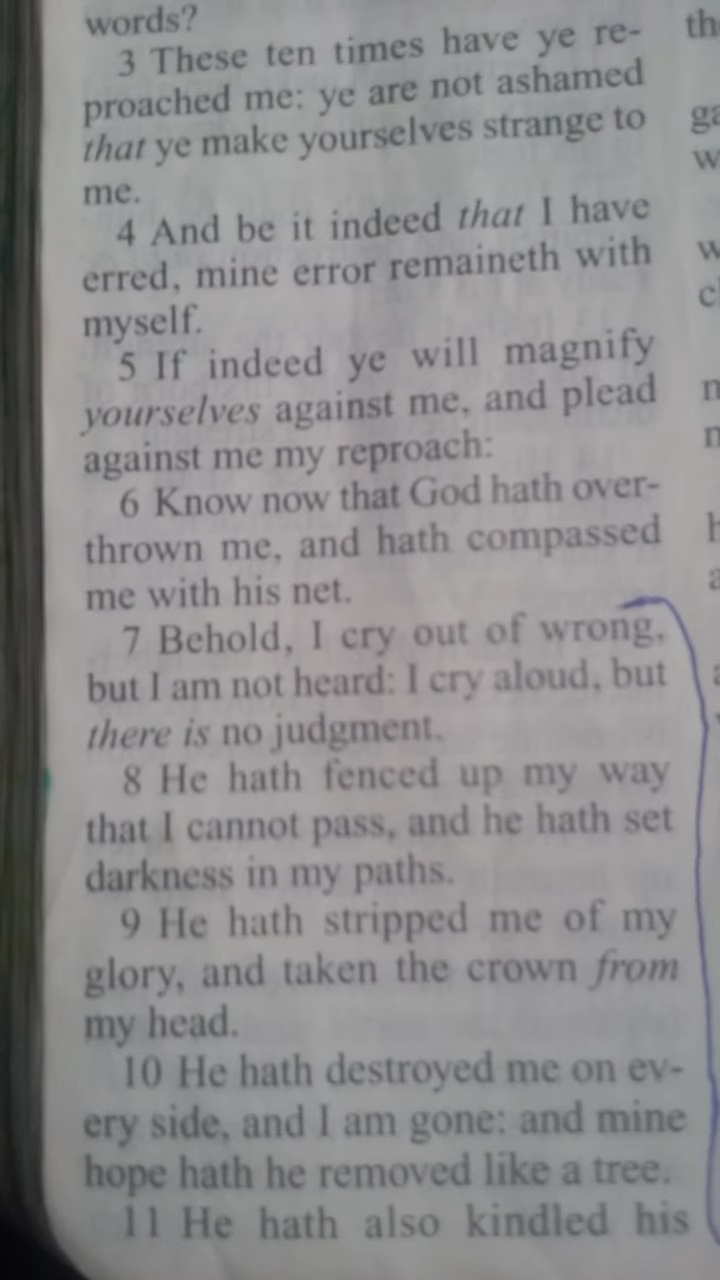 words?
3 These ten times have ye re-
proached me: ye are not ashamed
that ye make yourselves strange to
me.
4 And be it indeed that I have
erred, mine error remaineth with
myself.
5 If indeed ye will magnify
yourselves against me, and plead
against me my reproach:
6 Know now that God hath over-
thrown me, and hath compassed
me with his net.
7 Behold, I cry out of wrong,
but I am not heard: I cry aloud, but
there is no judgment.
8 He hath fenced up my way
that I cannot pass, and he hath set
darkness in my paths.
9 He hath stripped me of my
glory, and taken the crown from
my head.
10 He hath destroyed me on ev-
ery side, and I am gone: and mine
hope hath he removed like a tree.
11 He hath also kindled his